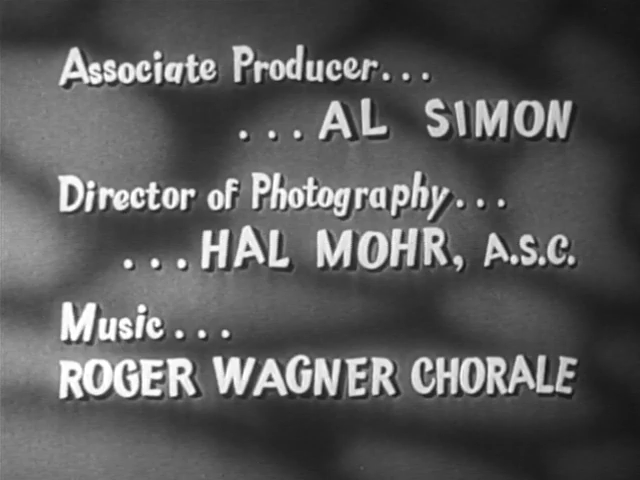 Associate Producer...
...AL SIMON
Director of Photography...
...HAL MOHR, A.S.C.
Music...
ROGER WAGNER CHORALE